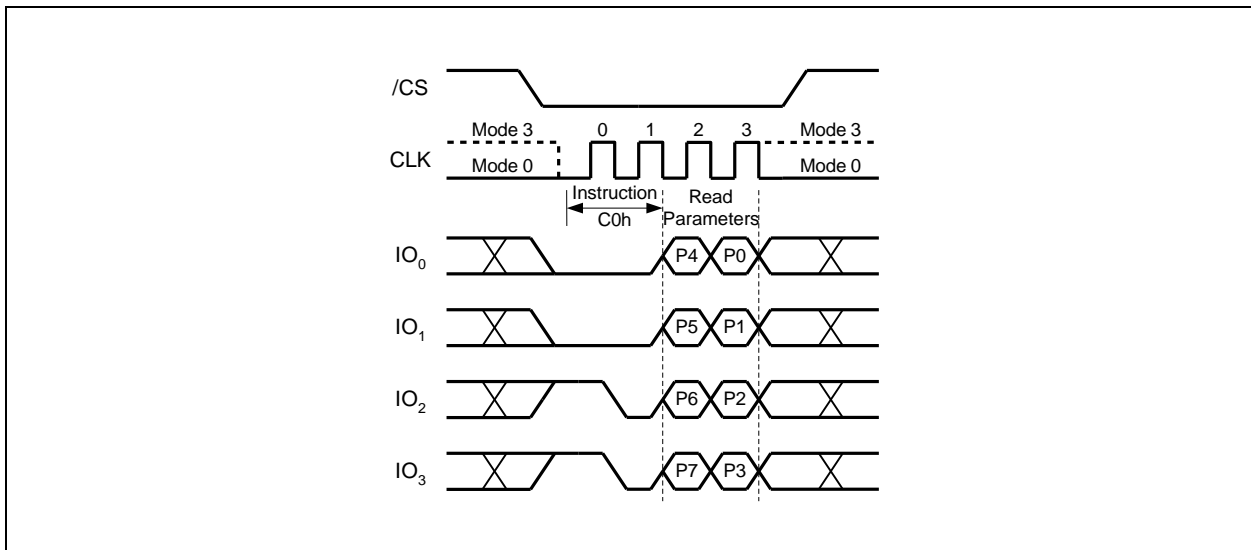 /CS
Mode 3 0 1 2 3 Mode 3
CLK Mode 0 Mode 0
Instruction Read
C0h Parameters
IO0 P4 P0
IO1 P5 P1
IO2 P6 P2
IO3 P7 P3